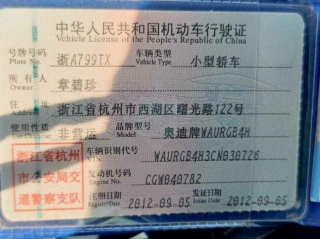 中华人民共和国机动车行驶证
Vehicle License of the People's Republic of China
号牌号码 浙A799TX 车辆类型 小型轿车
Plate No. Vehicle Type
所有人 章碧珍
住址 浙江省杭州市西湖区曙光路122号
使用性质 非营运 品牌型号 奥迪牌WAURGB4H
Model
浙江省杭州 车辆识别代号 WAURGB4H3CN030726
VIN
市公安局交 发动机号码 CGW040782
Engine No.
通警察支队 注册日期 2012-09-05 发证日期 2012-09-05
Register Date Issue Date